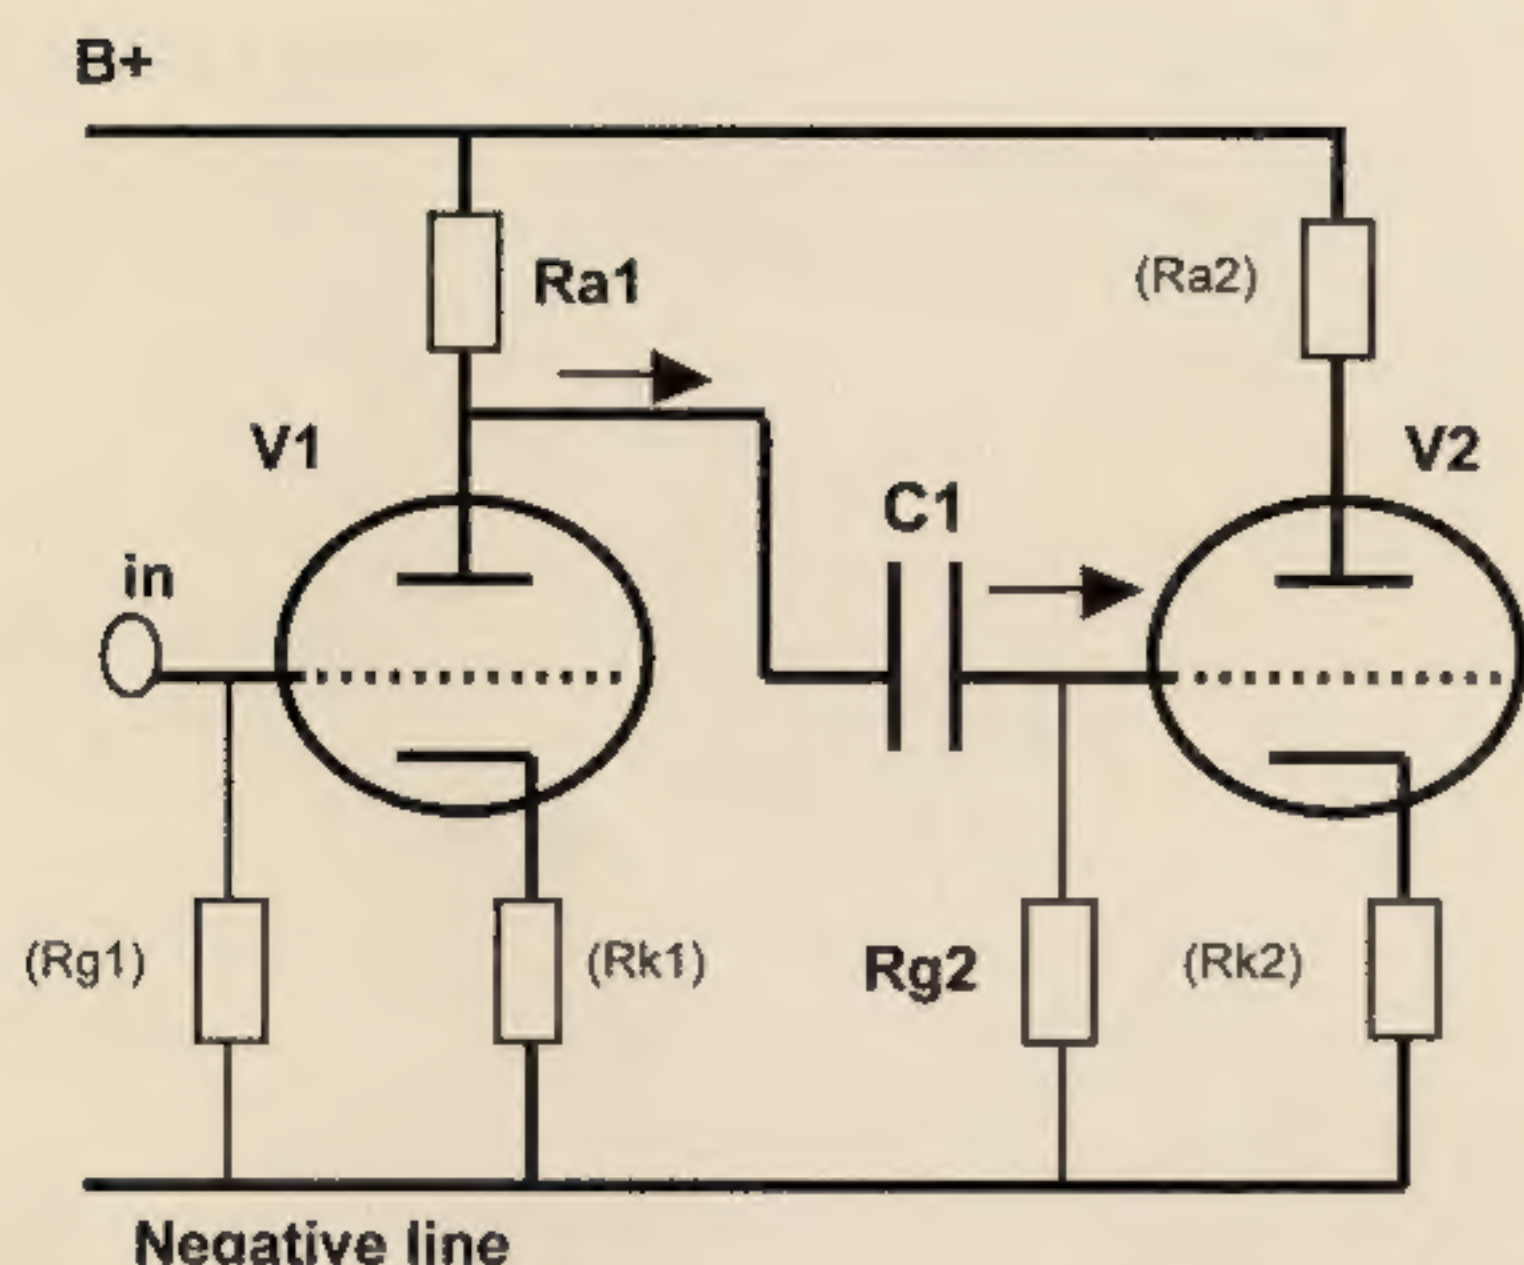 B+
Ra1
(Ra2)
V1
V2
C1
in
(Rg1)
(Rk1)
Rg2
(Rk2)
Negative line